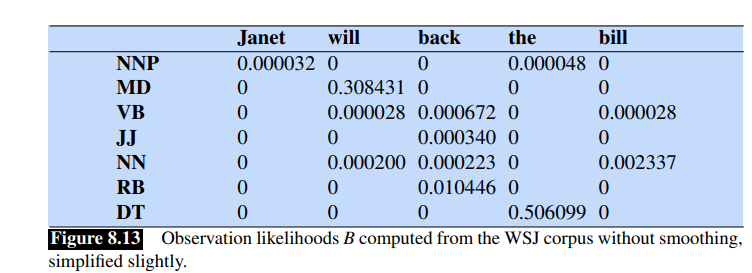 Janet will back the bill
NNP 0.000032 0 0 0.000048 0
MD 0 0.308431 0 0 0
VB 0 0.000028 0.000672 0 0.000028
JJ 0 0 0.000340 0 0
NN 0 0.000200 0.000223 0 0.002337
RB 0 0 0.010446 0 0
DT 0 0 0 0.506099 0
Figure 8.13 Observation likelihoods B computed from the WSJ corpus without smoothing,
simplified slightly.